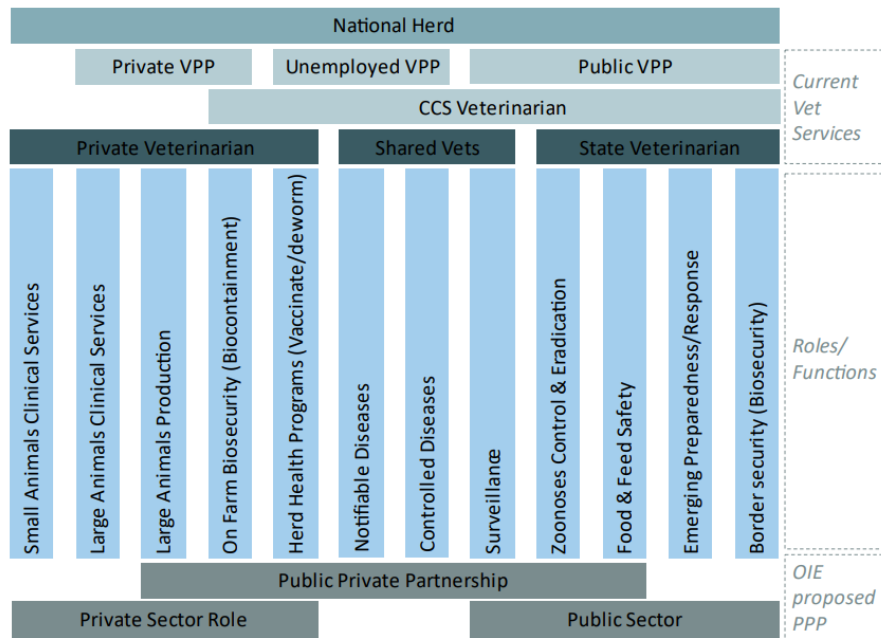 National Herd
Private VPP
Unemployed VPP
Public VPP
CCS Veterinarian
Private Veterinarian
Shared Vets
State Veterinarian
Current
Vet
Services
Small Animals Clinical Services
Large Animals Clinical Services
Large Animals Production
On Farm Biosecurity (Biocontainment)
Herd Health Programs (Vaccinate/deworm)
Notifiable Diseases
Controlled Diseases
Surveillance
Zoonoses Control & Eradication
Food & Feed Safety
Emerging Preparedness/Response
Border security (Biosecurity)
Roles/
Functions
Public Private Partnership
Private Sector Role
Public Sector
OIE
proposed
PPP